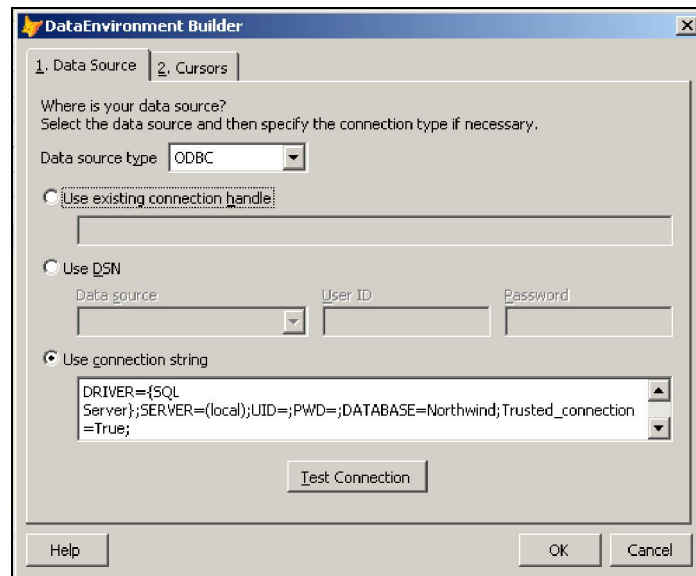 DataEnvironment Builder
1. Data Source
2. Cursors
Where is your data source?
Select the data source and then specify the connection type if necessary.
Data source type
ODBC
Use existing connection handle
Use DSN
Data source
User ID
Password
Use connection string
DRIVER={SQL
Server};SERVER=(local);UID=;PWD=;DATABASE=Northwind;Trusted_connection
=True;
Test Connection
Help
OK
Cancel